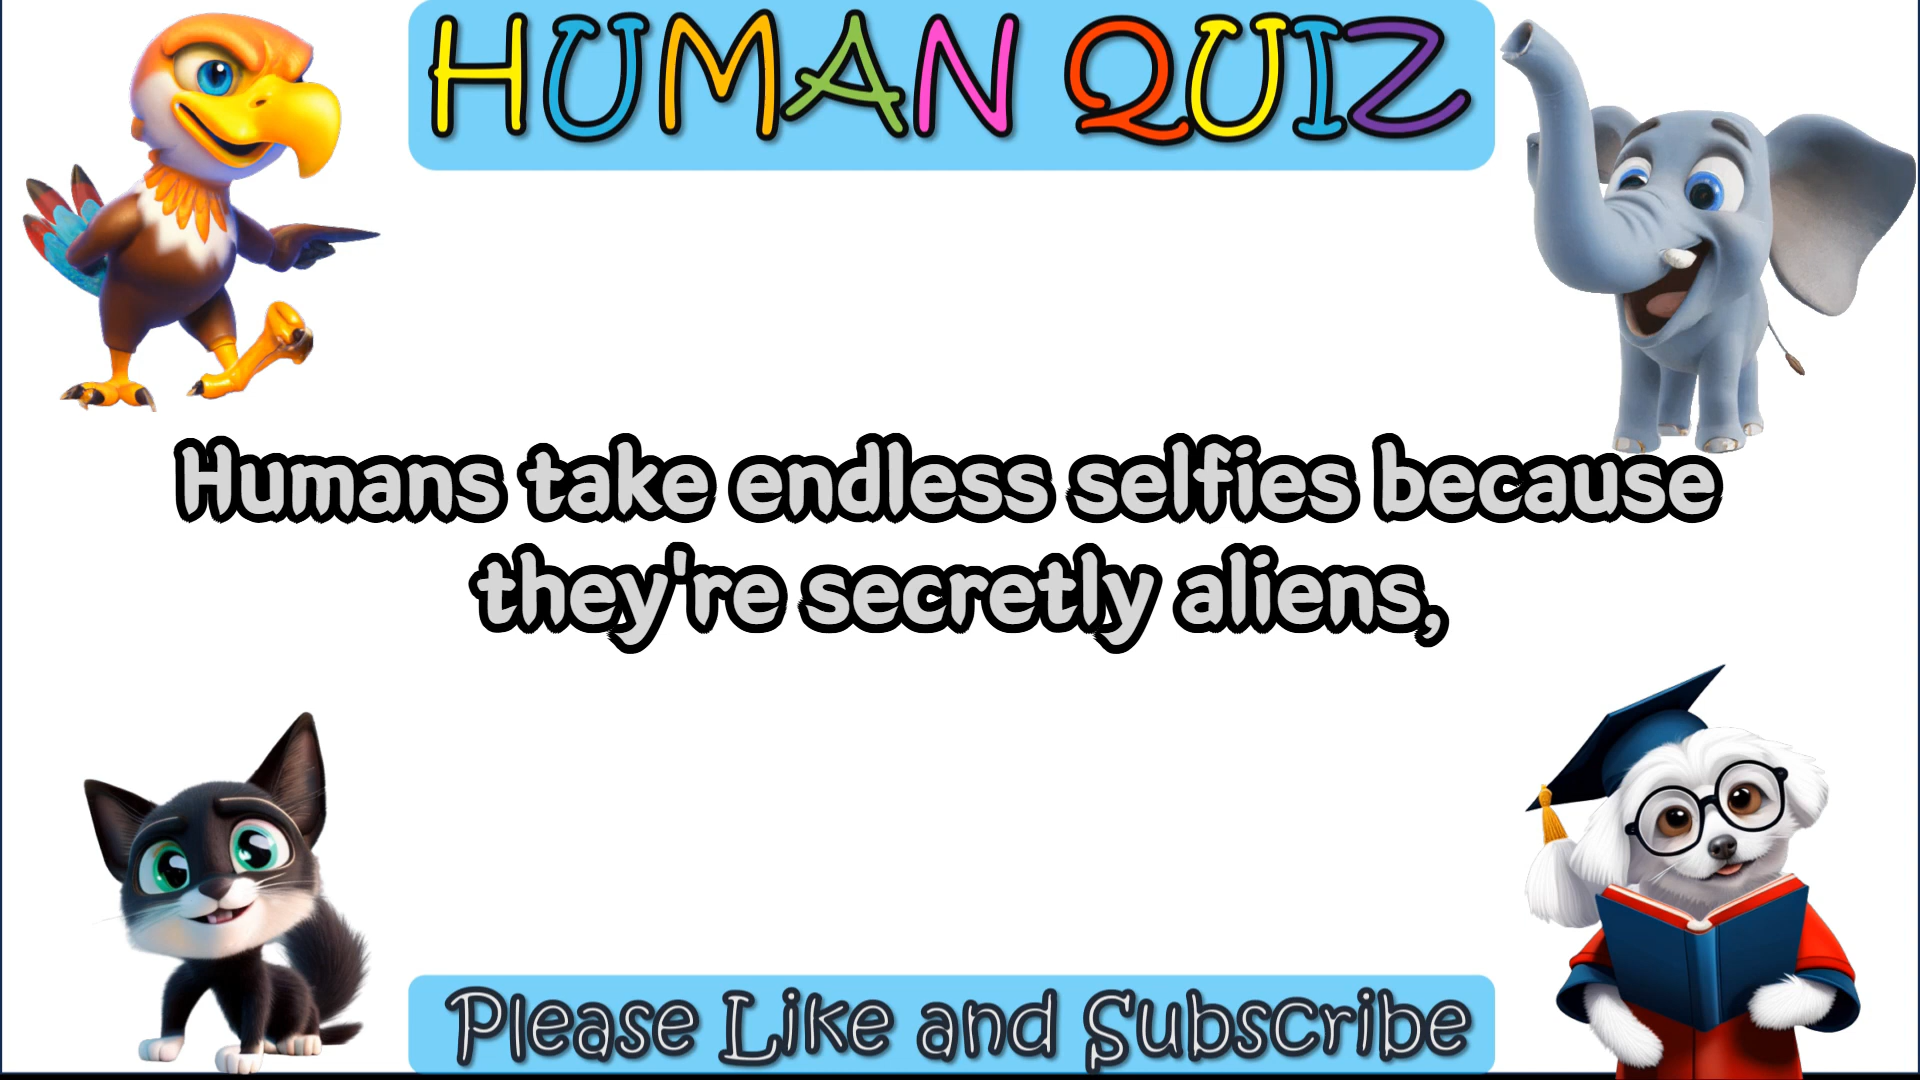 HUMAN QUIZ
Humans take endless selfies because
they're secretly aliens,
Please Like and Subscribe